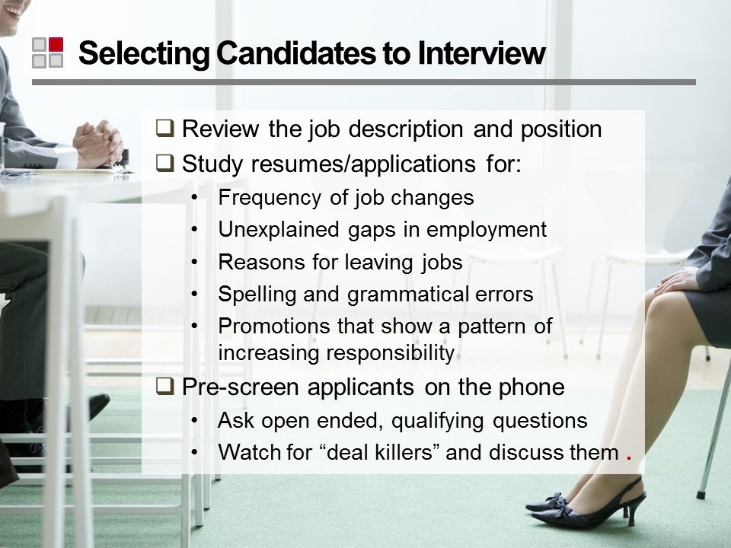 Selecting Candidates to Interview
❑ Review the job description and position
❑ Study resumes/applications for:
• Frequency of job changes
• Unexplained gaps in employment
• Reasons for leaving jobs
• Spelling and grammatical errors
• Promotions that show a pattern of
increasing responsibility
❑ Pre-screen applicants on the phone
• Ask open ended, qualifying questions
• Watch for “deal killers” and discuss them .